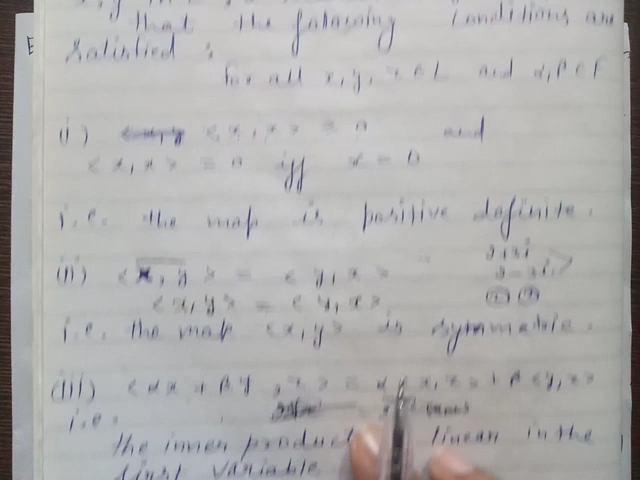 that the following conditions are
satisfied :
for all x, y, z ∈ L and α, β ∈ F
(i) <x, x> = 0 and
<x, x> = 0 iff x = 0
i.e. the map is positive definite.
(ii) <x, y> = <y, x>
<x, y> = <y, x>
i.e. the map <x, y> is symmetric.
(iii) <αx + βy, z> = α<x, z> + β<y, z>
i.e.
the inner product linear in the
first variable